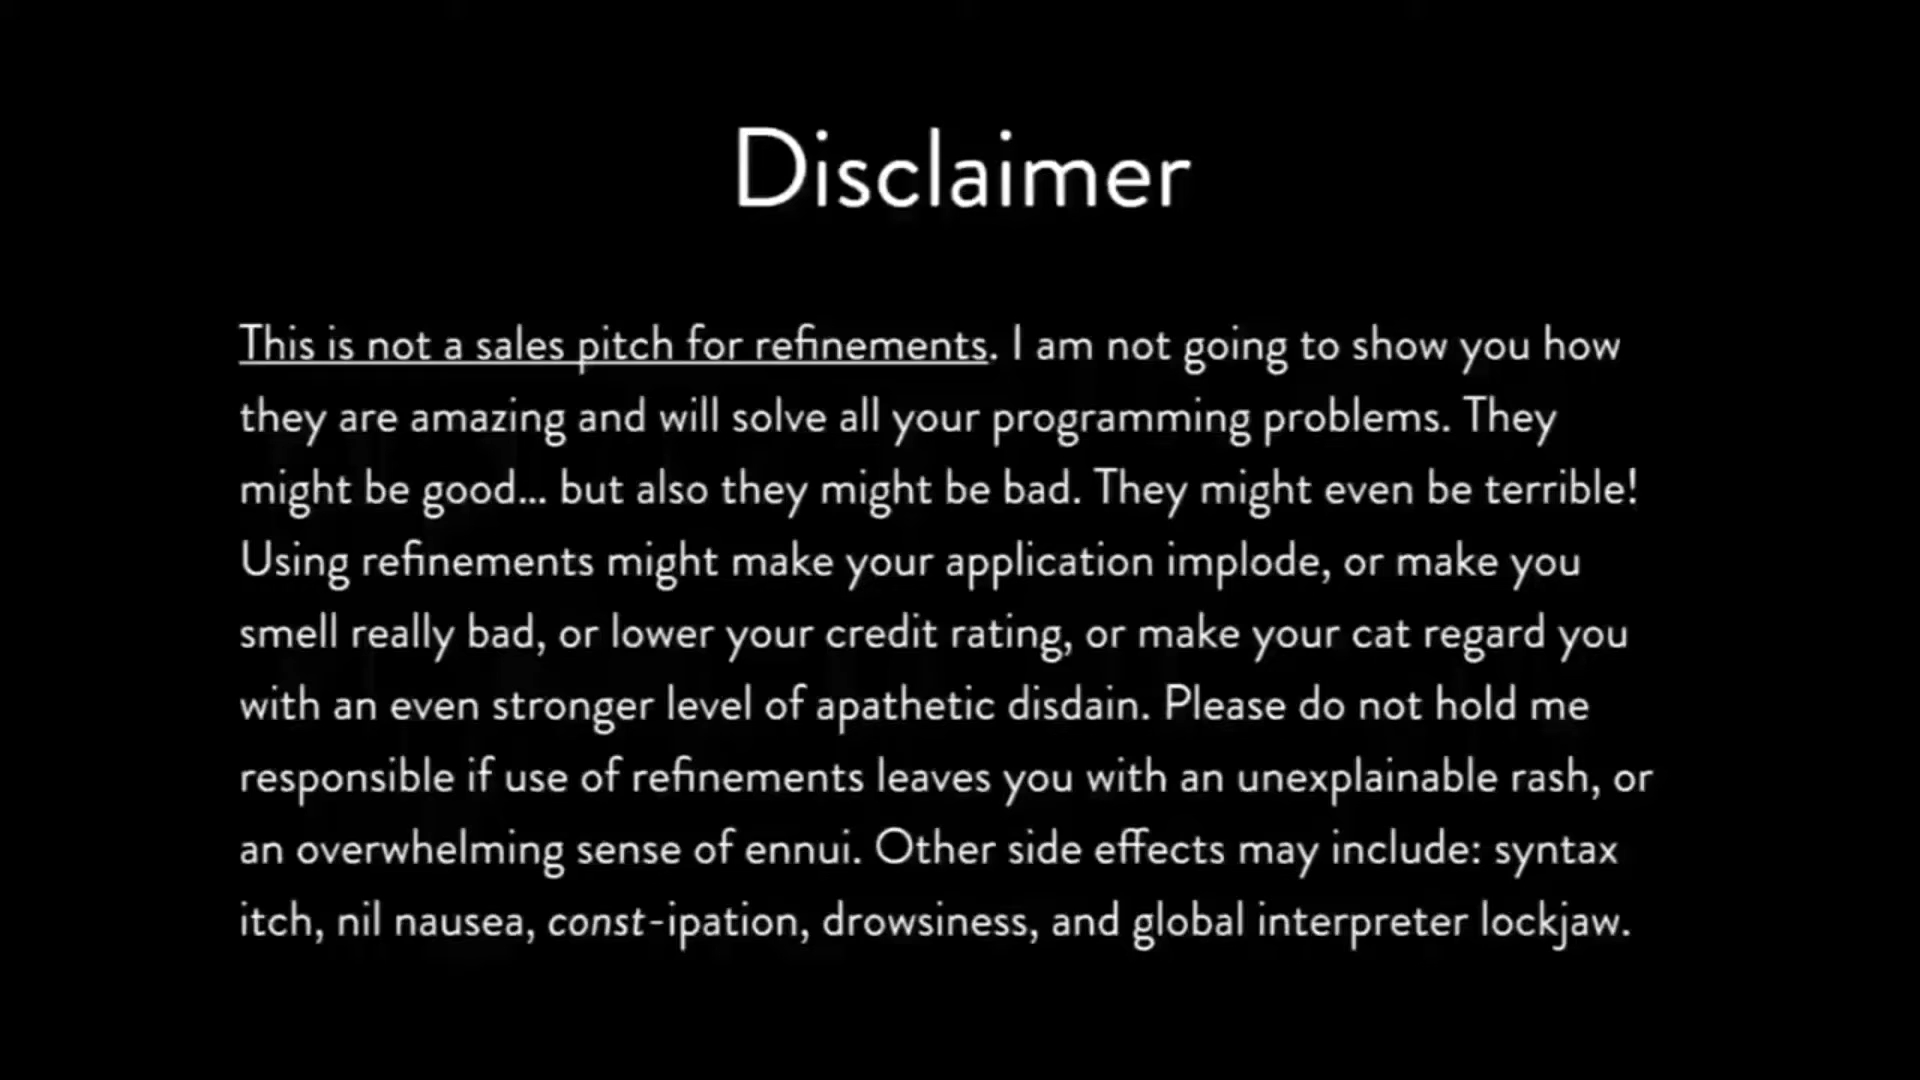 Disclaimer
This is not a sales pitch for refinements. I am not going to show you how
they are amazing and will solve all your programming problems. They
might be good... but also they might be bad. They might even be terrible!
Using refinements might make your application implode, or make you
smell really bad, or lower your credit rating, or make your cat regard you
with an even stronger level of apathetic disdain. Please do not hold me
responsible if use of refinements leaves you with an unexplainable rash, or
an overwhelming sense of ennui. Other side effects may include: syntax
itch, nil nausea, const-ipation, drowsiness, and global interpreter lockjaw.